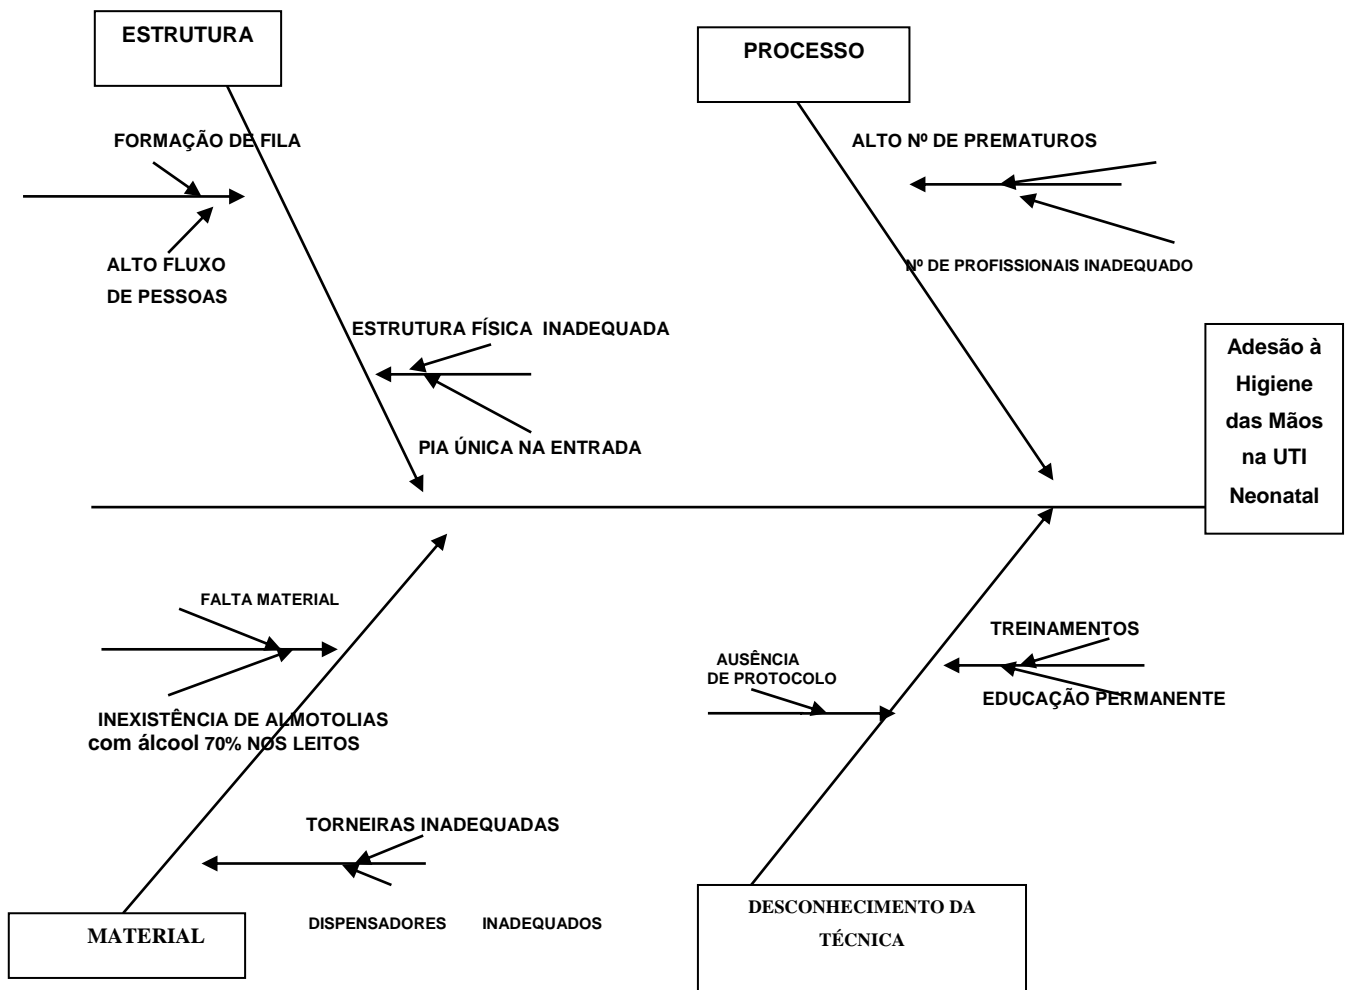 ESTRUTURA
PROCESSO
FORMAÇÃO DE FILA
ALTO Nº DE PREMATUROS
ALTO FLUXO
DE PESSOAS
Nº DE PROFISSIONAIS INADEQUADO
ESTRUTURA FÍSICA INADEQUADA
PIA ÚNICA NA ENTRADA
Adesão à
Higiene
das Mãos
na UTI
Neonatal
FALTA MATERIAL
INEXISTÊNCIA DE ALMOTOLIAS
com álcool 70% NOS LEITOS
AUSÊNCIA
DE PROTOCOLO
TREINAMENTOS
EDUCAÇÃO PERMANENTE
TORNEIRAS INADEQUADAS
DISPENSADORES INADEQUADOS
MATERIAL
DESCONHECIMENTO DA
TÉCNICA